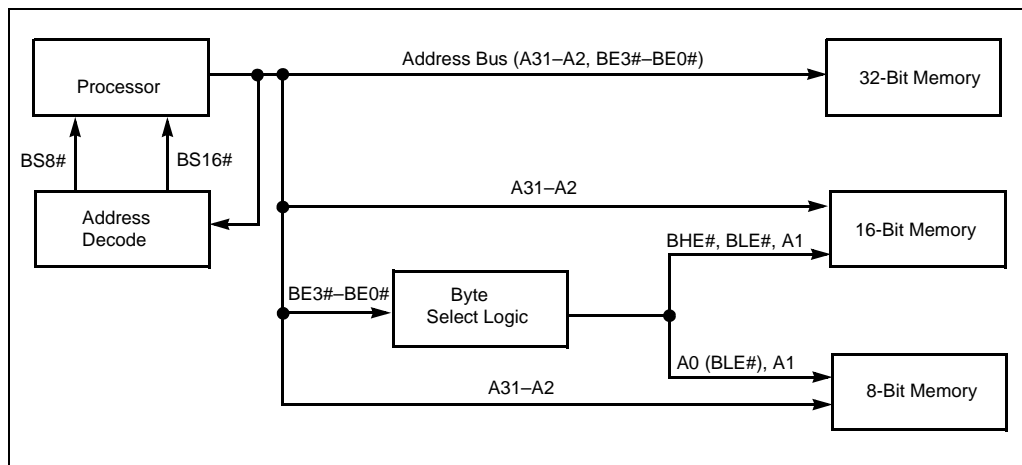 Address Bus (A31–A2, BE3#–BE0#)
Processor
32-Bit Memory
BS8#
BS16#
A31–A2
Address
Decode
16-Bit Memory
BHE#, BLE#, A1
BE3#–BE0#
Byte
Select Logic
A0 (BLE#), A1
A31–A2
8-Bit Memory